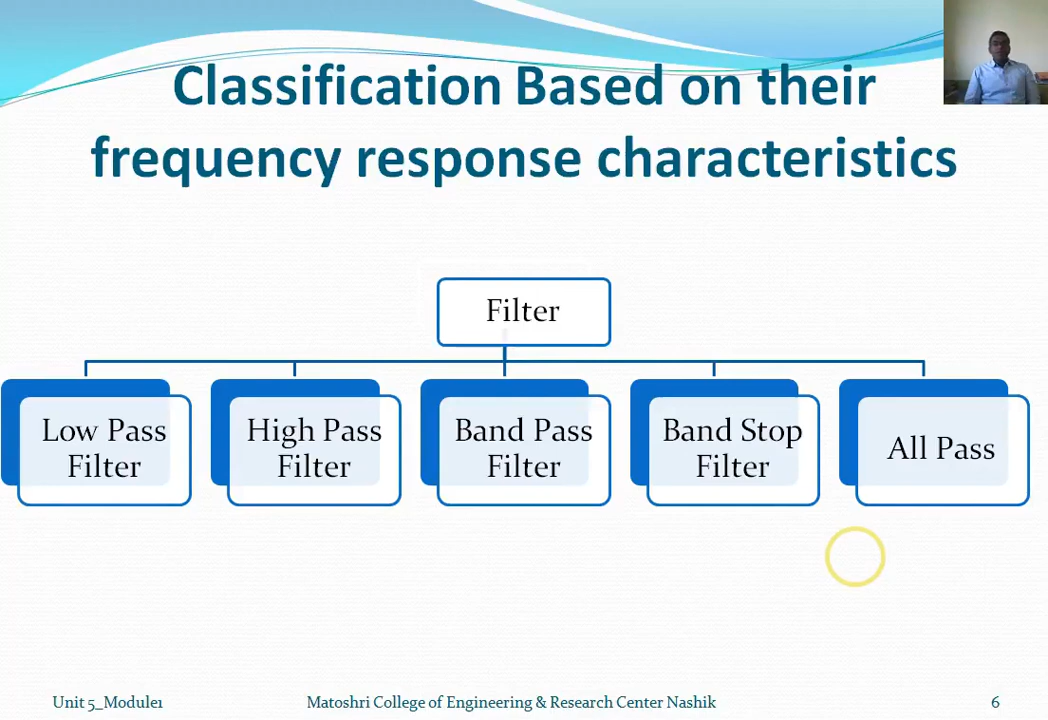 Classification Based on their
frequency response characteristics
Filter
Low Pass
Filter
High Pass
Filter
Band Pass
Filter
Band Stop
Filter
All Pass
Unit 5_Module1
Matoshri College of Engineering & Research Center Nashik
6